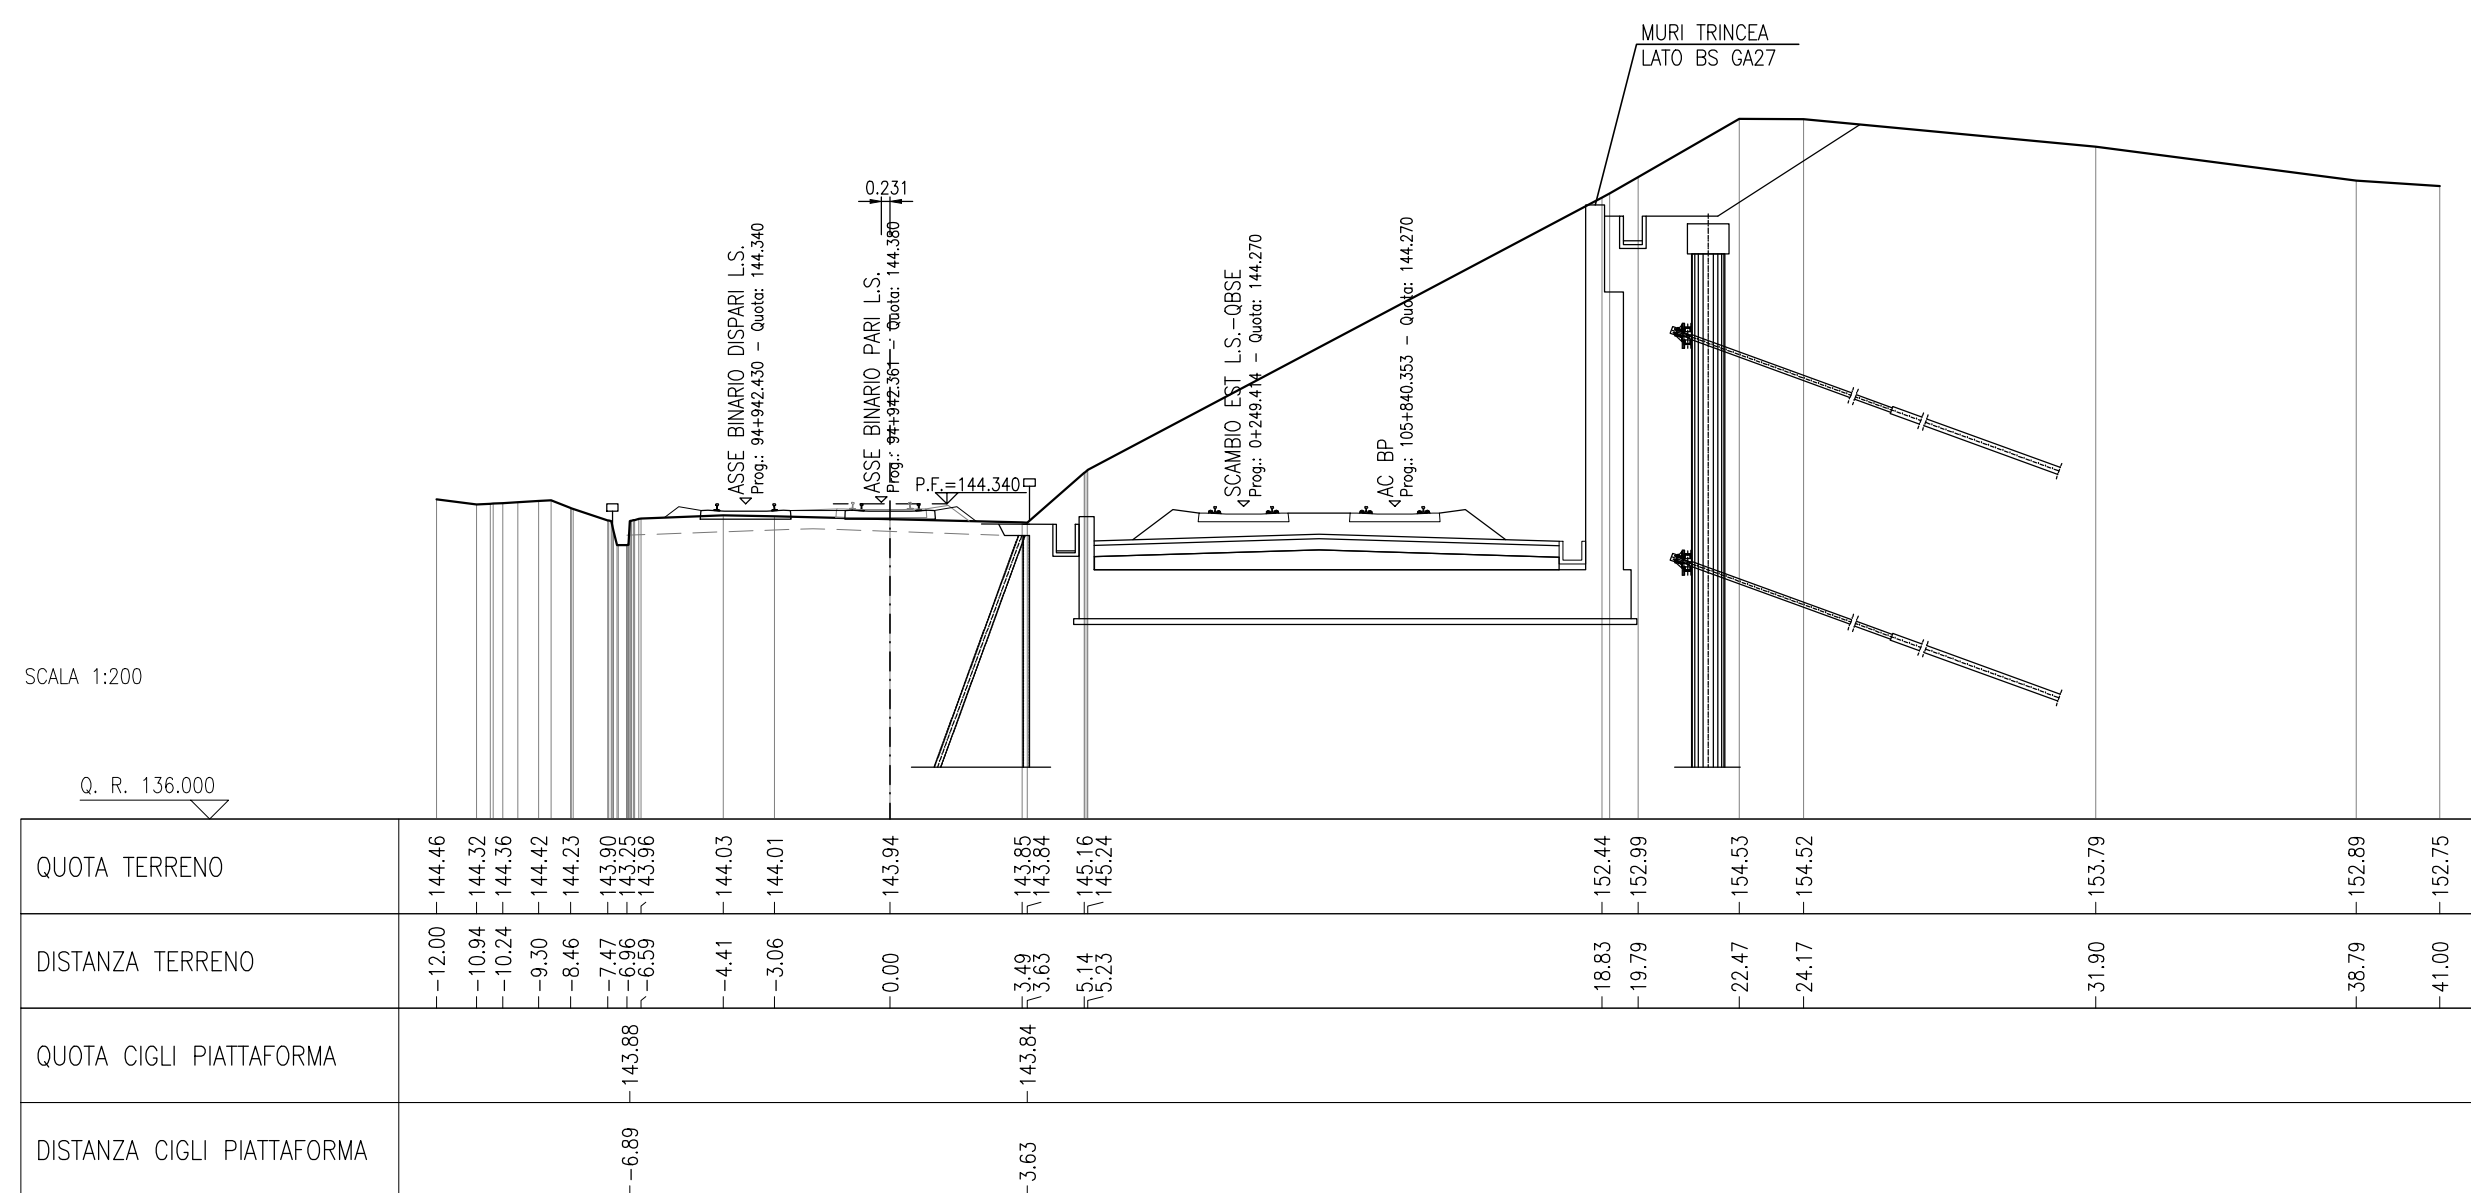 MURI TRINCEA
LATO BS GA27
0.231
ASSE BINARIO DISPARI L.S.
Prog.: 94+942.430 - Quota: 144.340
ASSE BINARIO PARI L.S.
Prog.: 94+942.361 - Quota: 144.380
P.F.=144.340
SCAMBIO EST L.S.-QBSE
Prog.: 0+249.414 - Quota: 144.270
AC BP
Prog.: 105+840.353 - Quota: 144.270
SCALA 1:200
Q. R. 136.000
QUOTA TERRENO 144.46 144.32 144.36 144.42 144.23 143.90 143.25 143.96 144.03 144.01 143.94 143.85 143.84 145.16 145.24 152.44 152.99 154.53 154.52 153.79 152.89 152.75
DISTANZA TERRENO -12.00 -10.94 -10.24 -9.30 -8.46 -7.47 -6.96 -6.59 -4.41 -3.06 0.00 3.49 3.63 5.14 5.23 18.83 19.79 22.47 24.17 31.90 38.79 41.00
QUOTA CIGLI PIATTAFORMA 143.88 143.84
DISTANZA CIGLI PIATTAFORMA -6.89 3.63